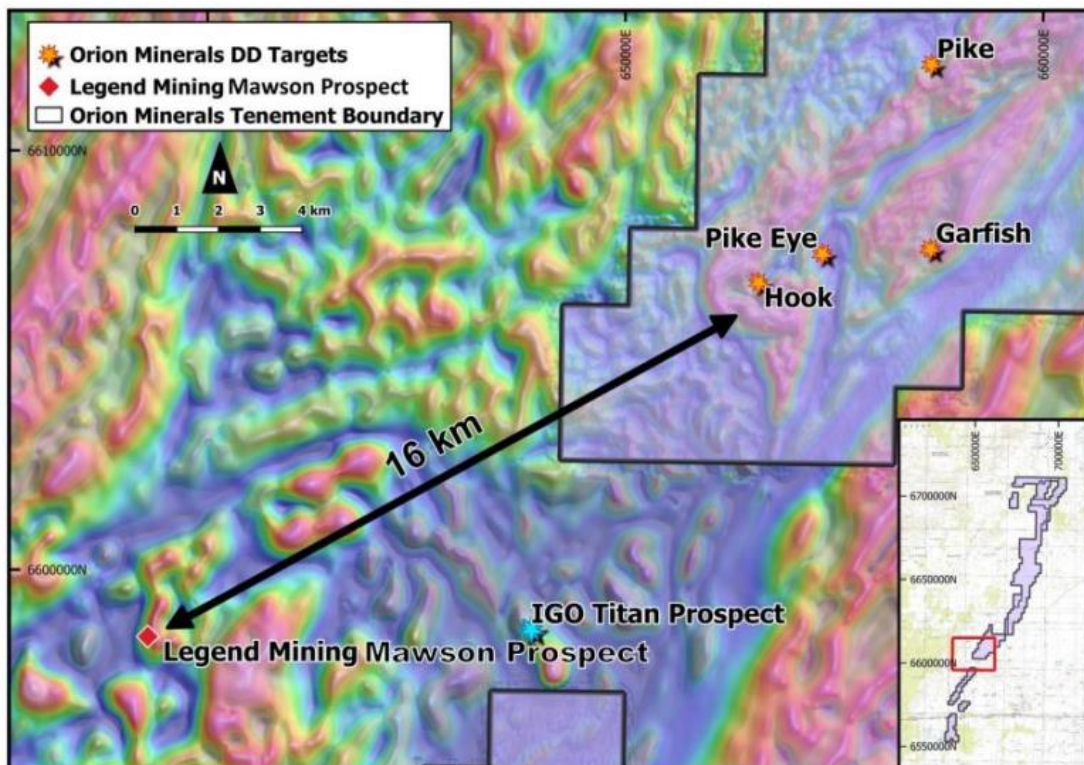 Orion Minerals DD Targets
Legend Mining Mawson Prospect
Orion Minerals Tenement Boundary
650000E
660000E
Pike
6610000N
N
0 1 2 3 4 km
Pike Eye
Garfish
Hook
16 km
6600000N
IGO Titan Prospect
Legend Mining Mawson Prospect
650000E
700000E
6700000N
6650000N
6600000N
6550000N